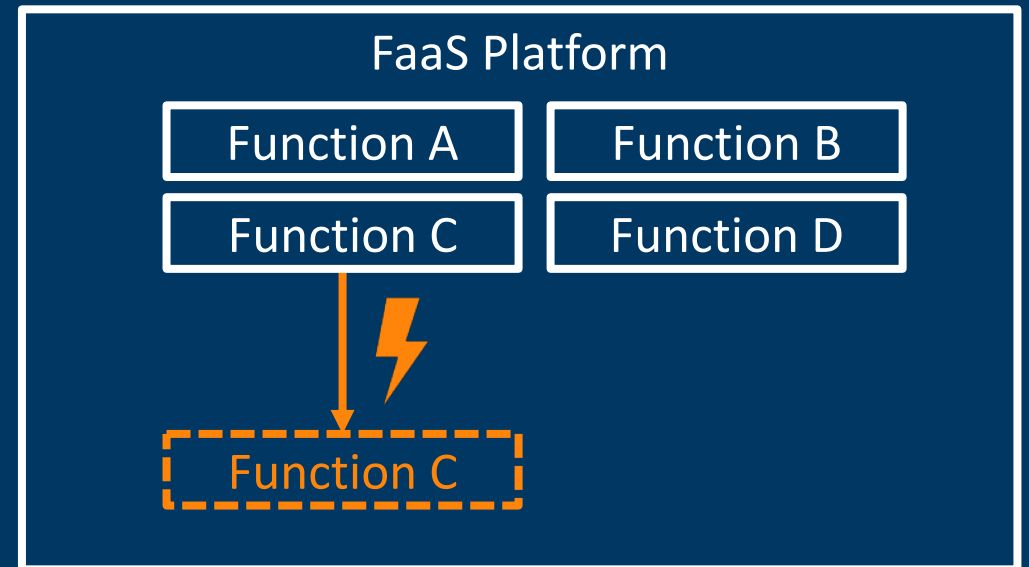 FaaS Platform
Function A
Function B
Function C
Function D
Function C